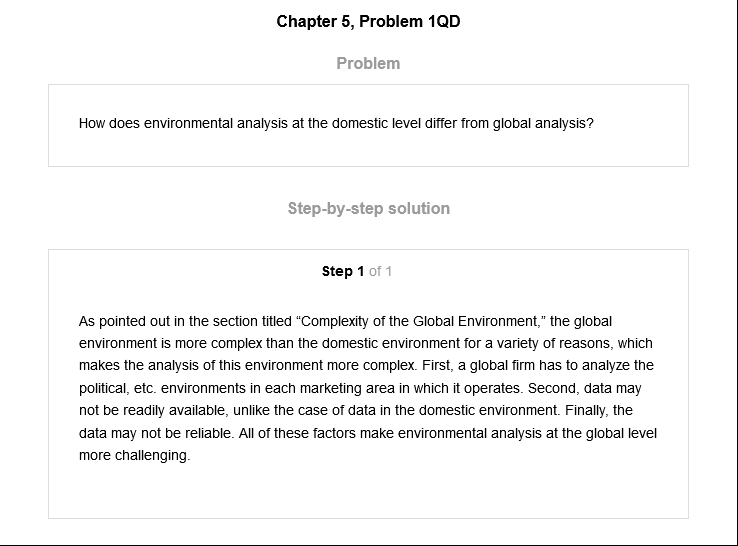 Chapter 5, Problem 1QD
Problem
How does environmental analysis at the domestic level differ from global analysis?
Step-by-step solution
Step 1 of 1
As pointed out in the section titled “Complexity of the Global Environment,” the global
environment is more complex than the domestic environment for a variety of reasons, which
makes the analysis of this environment more complex. First, a global firm has to analyze the
political, etc. environments in each marketing area in which it operates. Second, data may
not be readily available, unlike the case of data in the domestic environment. Finally, the
data may not be reliable. All of these factors make environmental analysis at the global level
more challenging.